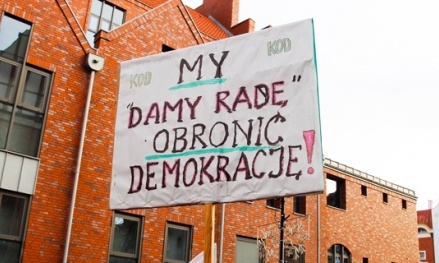 KOD KOD
MY
"DAMY RADĘ"
OBRONIĆ
DEMOKRACJĘ!